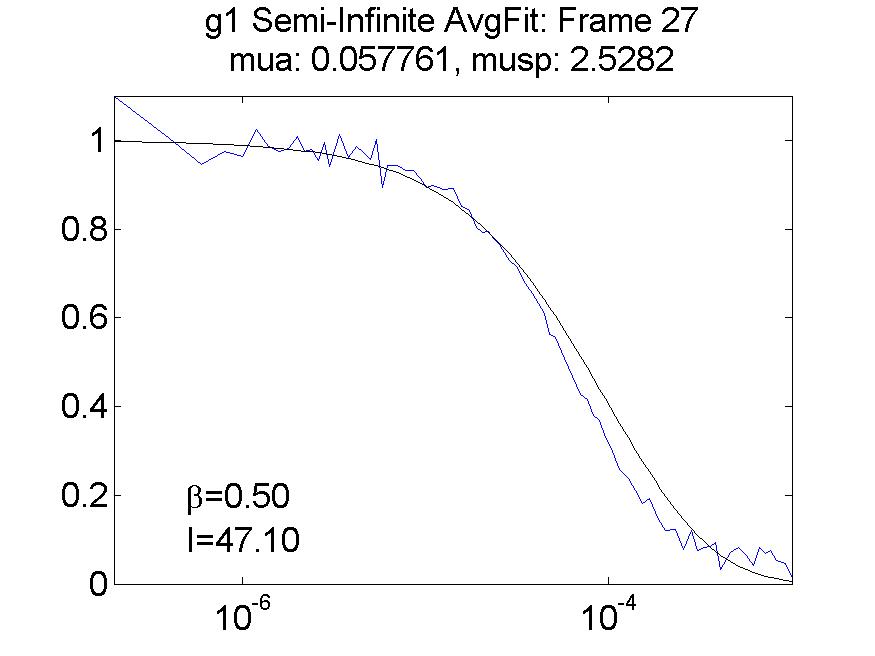 g1 Semi-Infinite AvgFit: Frame 27
mua: 0.057761, musp: 2.5282
1
0.8
0.6
0.4
0.2
0
β=0.50
I=47.10
10^-6
10^-4